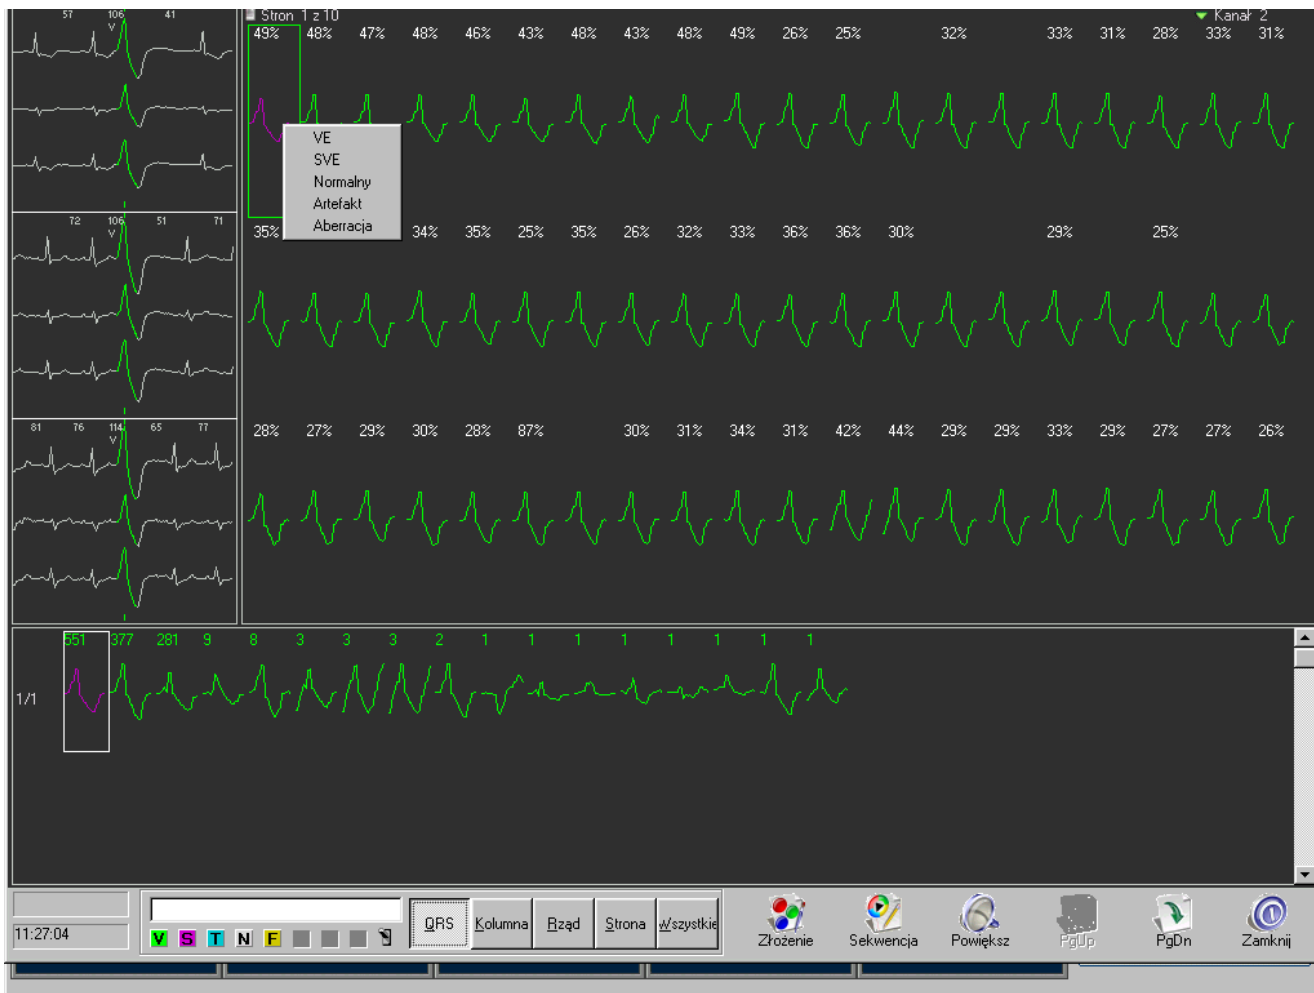 57 106 41
V
Stron 1 z 10
Kanał 2
49% 48% 47% 48% 46% 43% 48% 43% 48% 49% 26% 25% 32% 33% 31% 28% 33% 31%
VE
SVE
Normalny
Artefakt
Aberracja
72 106 51 71
V
35% 34% 35% 25% 35% 26% 32% 33% 36% 36% 30% 29% 25%
81 76 114 65 77
V
28% 27% 29% 30% 28% 87% 30% 31% 34% 31% 42% 44% 29% 29% 33% 29% 27% 27% 26%
551 377 281 9 8 3 3 3 2 1 1 1 1 1 1 1 1
1/1
11:27:04
V S T N F
QRS Kolumna Rząd Strona Wszystkie
Złożenie Sekwencja Powiększ PgUp PgDn Zamknij